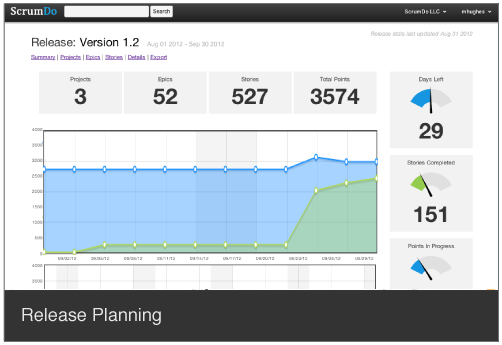 ScrumDo
Search
ScrumDo LLC
mhughes
Release stats last updated Aug 31 2012
Release: Version 1.2 Aug 01 2012 - Sep 30 2012
Summary | Projects | Epics | Stories | Details | Export
Projects
3
Epics
52
Stories
527
Total Points
3574
Days Left
29
Stories Completed
151
Points In Progress
4000
3500
3000
2500
2000
1500
1000
500
0
08/02/12
08/05/12
08/08/12
08/11/12
08/14/12
08/17/12
08/20/12
08/23/12
08/26/12
08/29/12
4000
3500
Release Planning